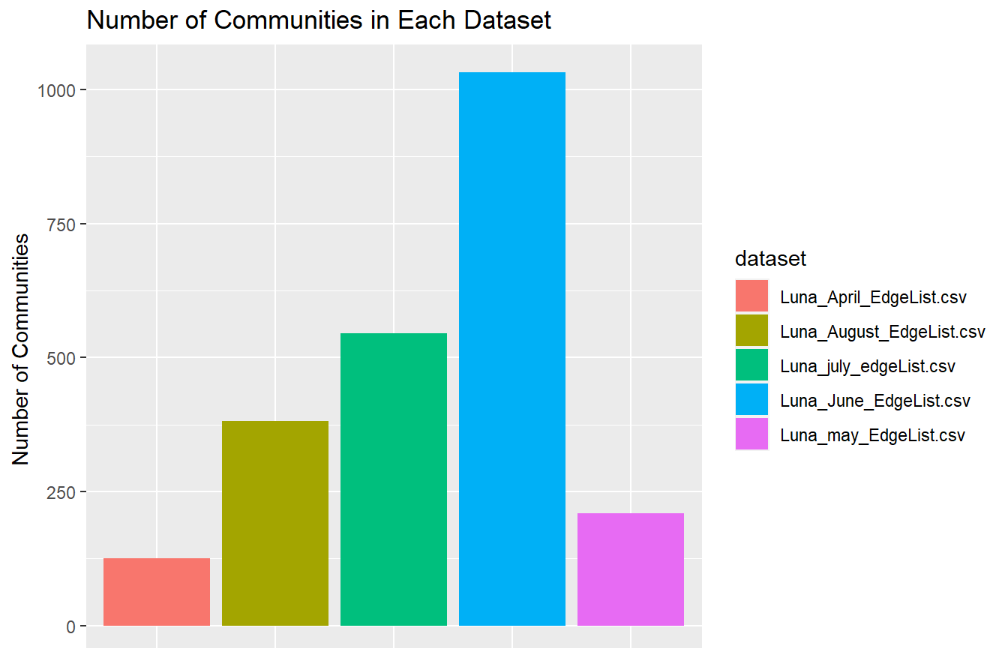 Number of Communities in Each Dataset
Number of Communities
1000
750
500
250
0
dataset
Luna_April_EdgeList.csv
Luna_August_EdgeList.csv
Luna_july_edgeList.csv
Luna_June_EdgeList.csv
Luna_may_EdgeList.csv